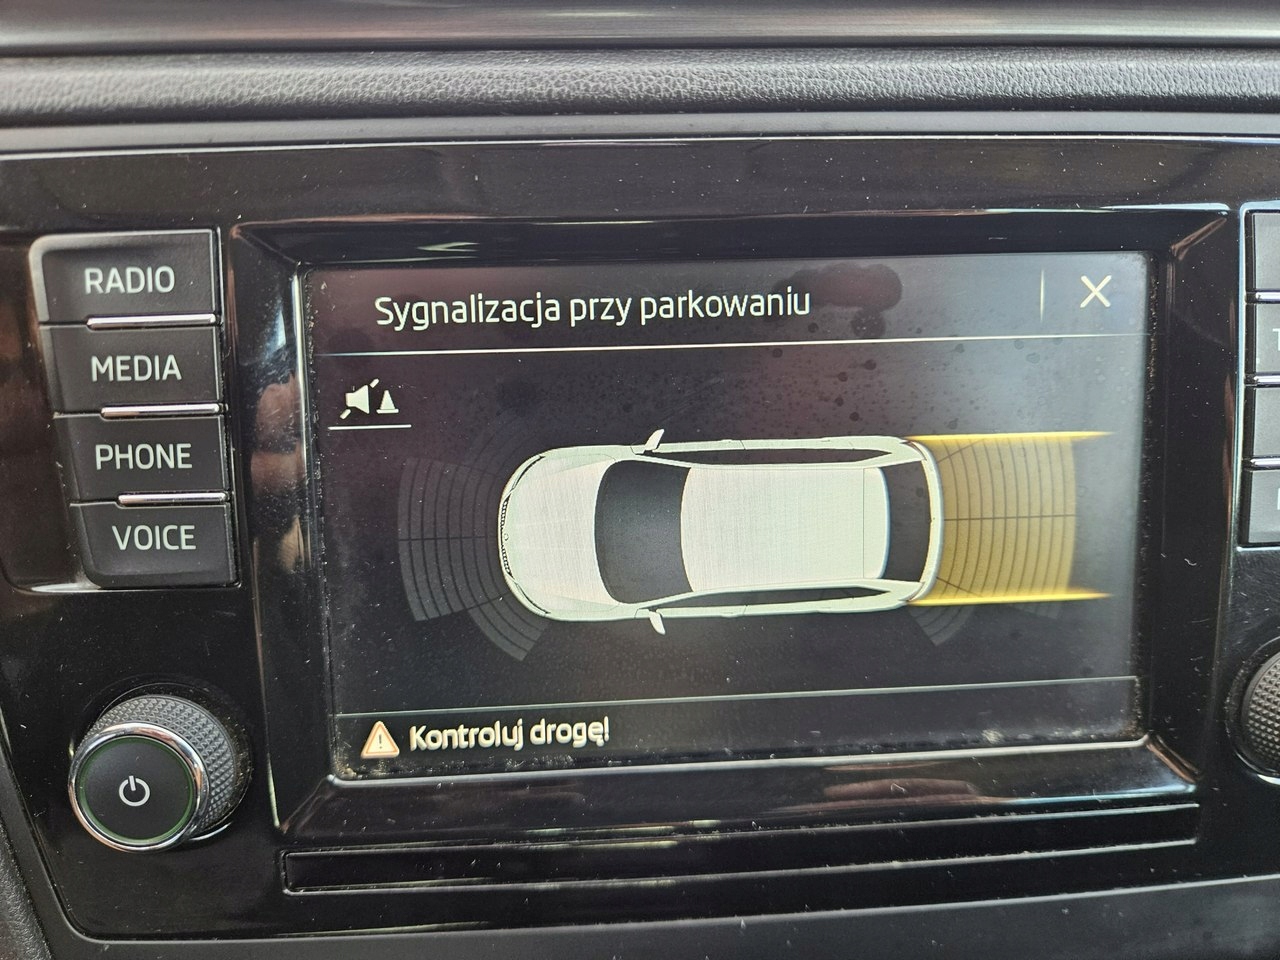 Sygnalizacja przy parkowaniu
RADIO
MEDIA
PHONE
VOICE
Kontroluj drogę!